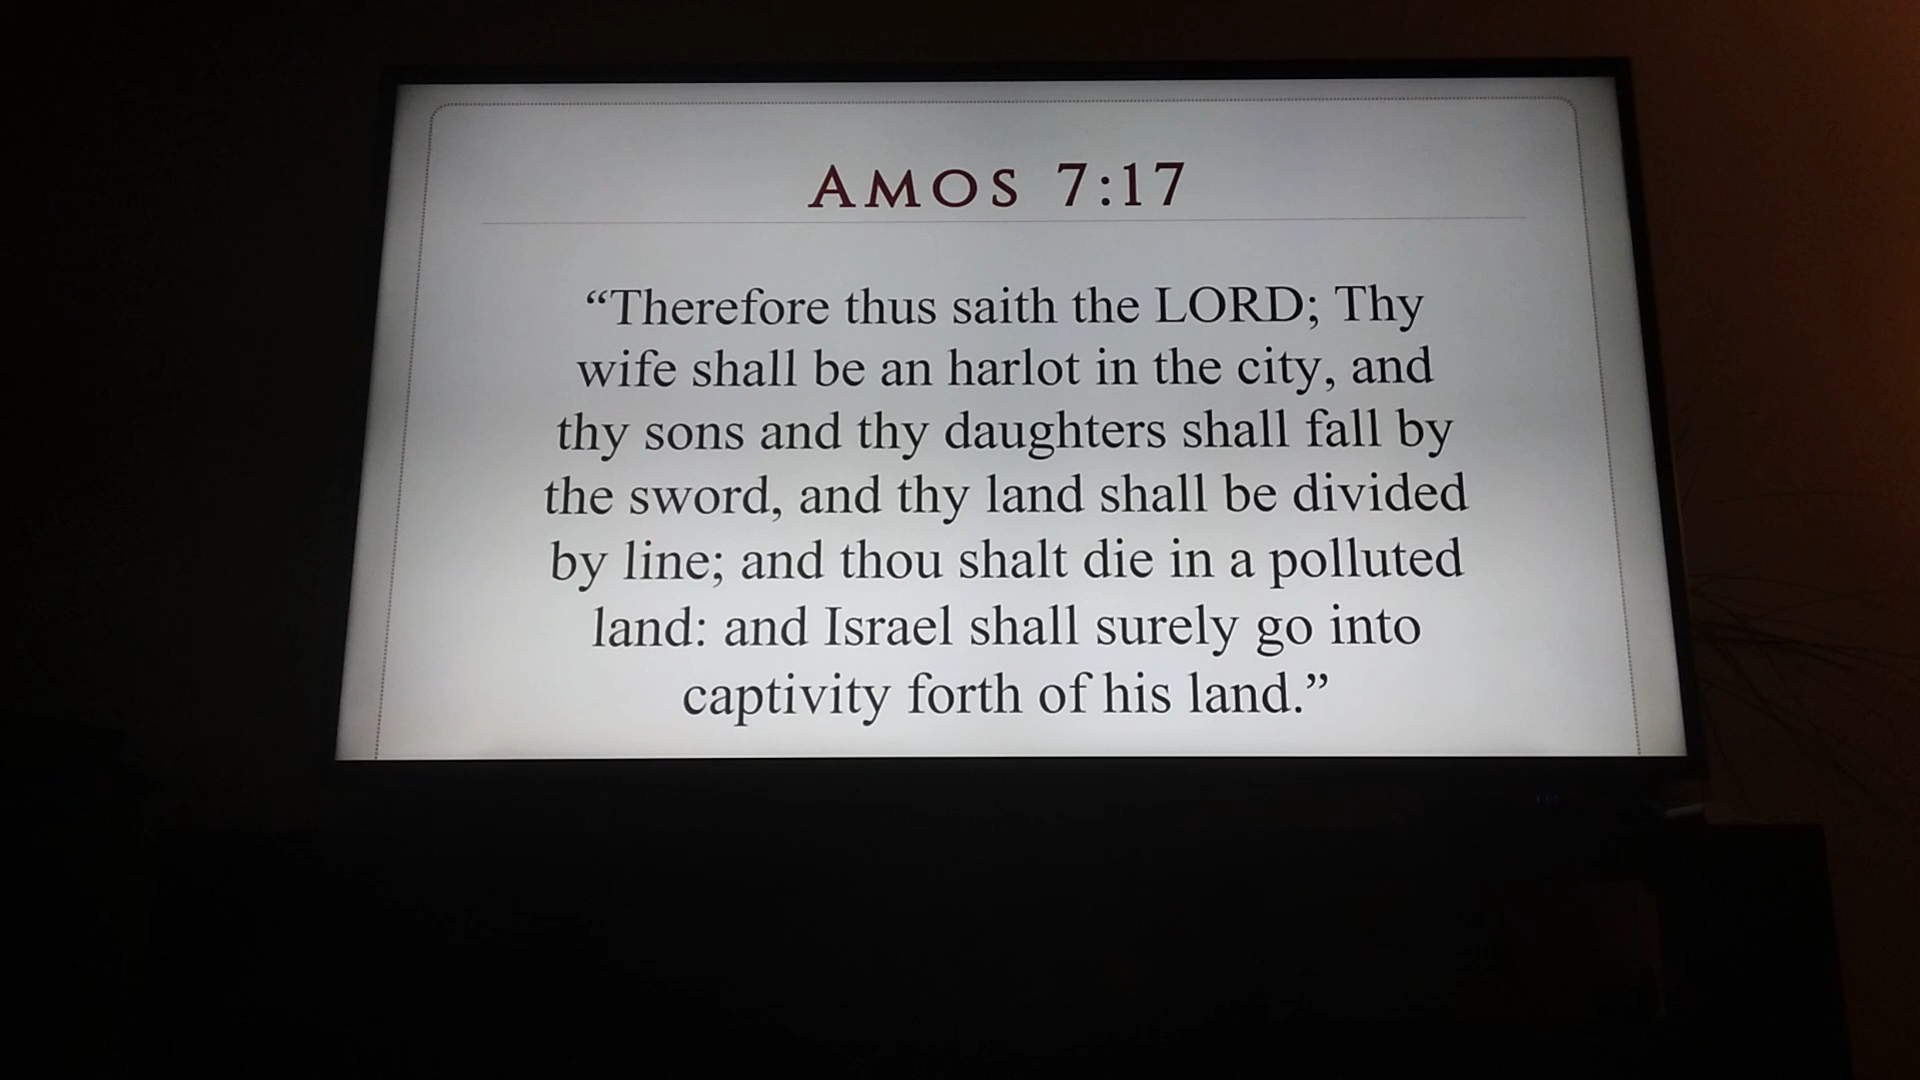 AMOS 7:17
“Therefore thus saith the LORD; Thy
wife shall be an harlot in the city, and
thy sons and thy daughters shall fall by
the sword, and thy land shall be divided
by line; and thou shalt die in a polluted
land: and Israel shall surely go into
captivity forth of his land.”